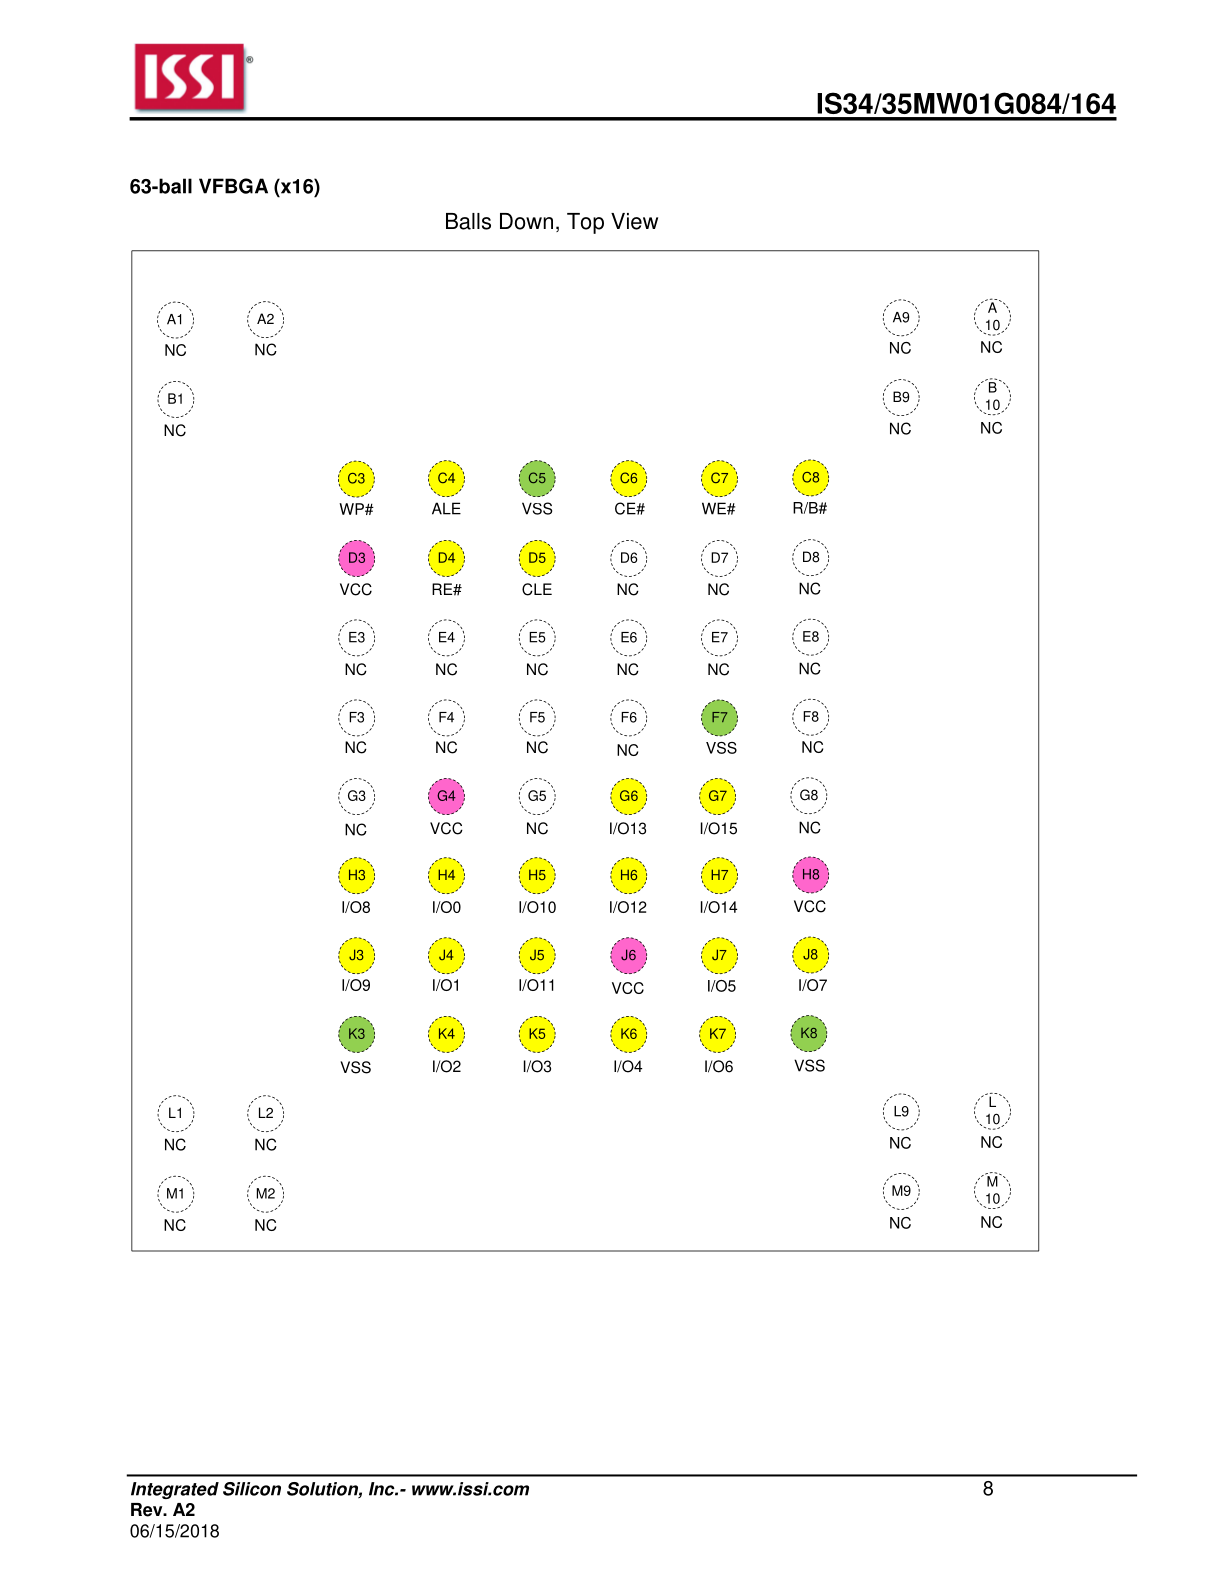 ISSI®
IS34/35MW01G084/164
63-ball VFBGA (x16)
Balls Down, Top View
A1 A2 A9 A 10
NC NC NC NC
B1 B9 B 10
NC NC NC
C3 C4 C5 C6 C7 C8
WP# ALE VSS CE# WE# R/B#
D3 D4 D5 D6 D7 D8
VCC RE# CLE NC NC NC
E3 E4 E5 E6 E7 E8
NC NC NC NC NC NC
F3 F4 F5 F6 F7 F8
NC NC NC NC VSS NC
G3 G4 G5 G6 G7 G8
NC VCC NC I/O13 I/O15 NC
H3 H4 H5 H6 H7 H8
I/O8 I/O0 I/O10 I/O12 I/O14 VCC
J3 J4 J5 J6 J7 J8
I/O9 I/O1 I/O11 VCC I/O5 I/O7
K3 K4 K5 K6 K7 K8
VSS I/O2 I/O3 I/O4 I/O6 VSS
L1 L2 L9 L 10
NC NC NC NC
M1 M2 M9 M 10
NC NC NC NC
Integrated Silicon Solution, Inc.- www.issi.com 8
Rev. A2
06/15/2018